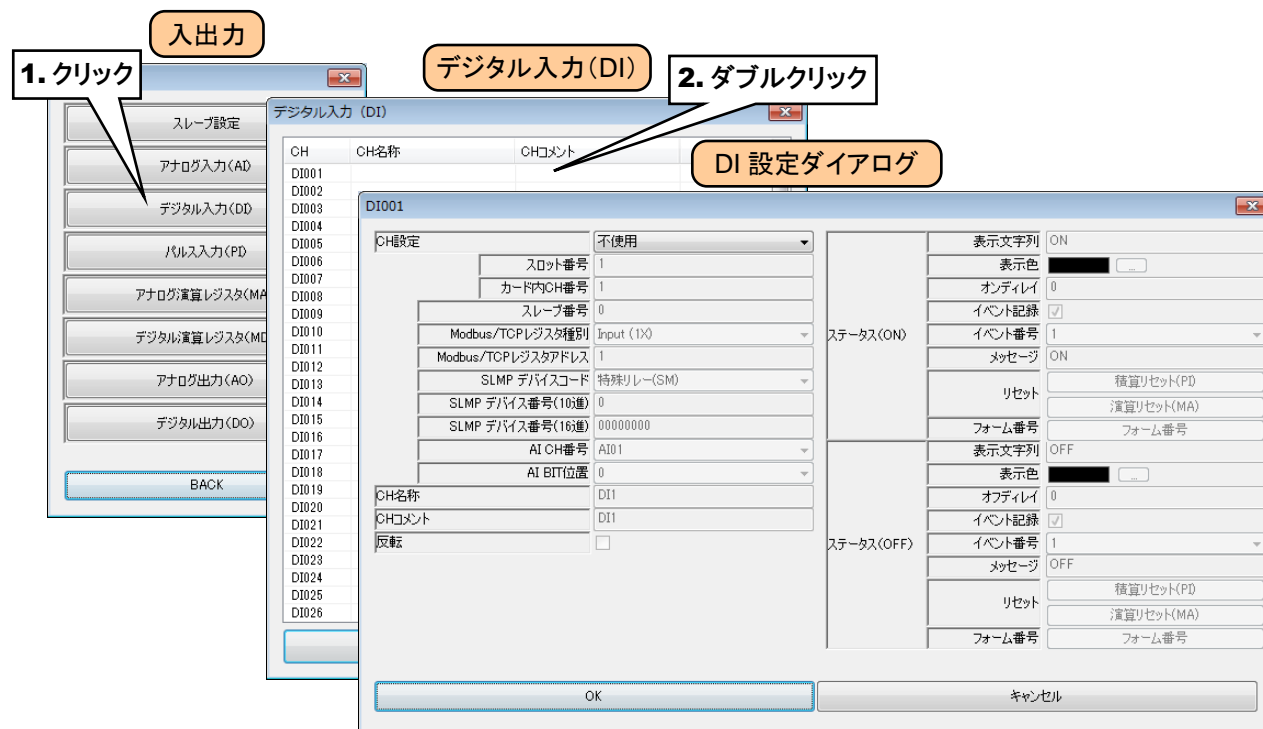 入出力
1. クリック
スレーブ設定
アナログ入力(AI)
デジタル入力(DI)
パルス入力(PI)
アナログ演算レジスタ(MA
デジタル演算レジスタ(MD
アナログ出力(AO)
デジタル出力(DO)
BACK
デジタル入力(DI)
2. ダブルクリック
デジタル入力 (DI)
CH CH名称 CHコメント
DI001
DI002
DI003
DI004
DI005
DI006
DI007
DI008
DI009
DI010
DI011
DI012
DI013
DI014
DI015
DI016
DI017
DI018
DI019
DI020
DI021
DI022
DI023
DI024
DI025
DI026
DI 設定ダイアログ
DI001
CH設定 不使用
スロット番号 1
カード内CH番号 1
スレーブ番号 0
Modbus/TCPレジスタ種別 Input (1X)
Modbus/TCPレジスタアドレス 1
SLMP デバイスコード 特殊リレー(SM)
SLMP デバイス番号(10進) 0
SLMP デバイス番号(16進) 00000000
AI CH番号 AI01
AI BIT位置 0
CH名称 DI1
CHコメント DI1
反転
ステータス(ON)
表示文字列 ON
表示色 ...
オンディレイ 0
イベント記録
イベント番号 1
メッセージ ON
リセット 積算リセット(PI)
演算リセット(MA)
フォーム番号 フォーム番号
ステータス(OFF)
表示文字列 OFF
表示色 ...
オフディレイ 0
イベント記録
イベント番号 1
メッセージ OFF
リセット 積算リセット(PI)
演算リセット(MA)
フォーム番号 フォーム番号
OK キャンセル